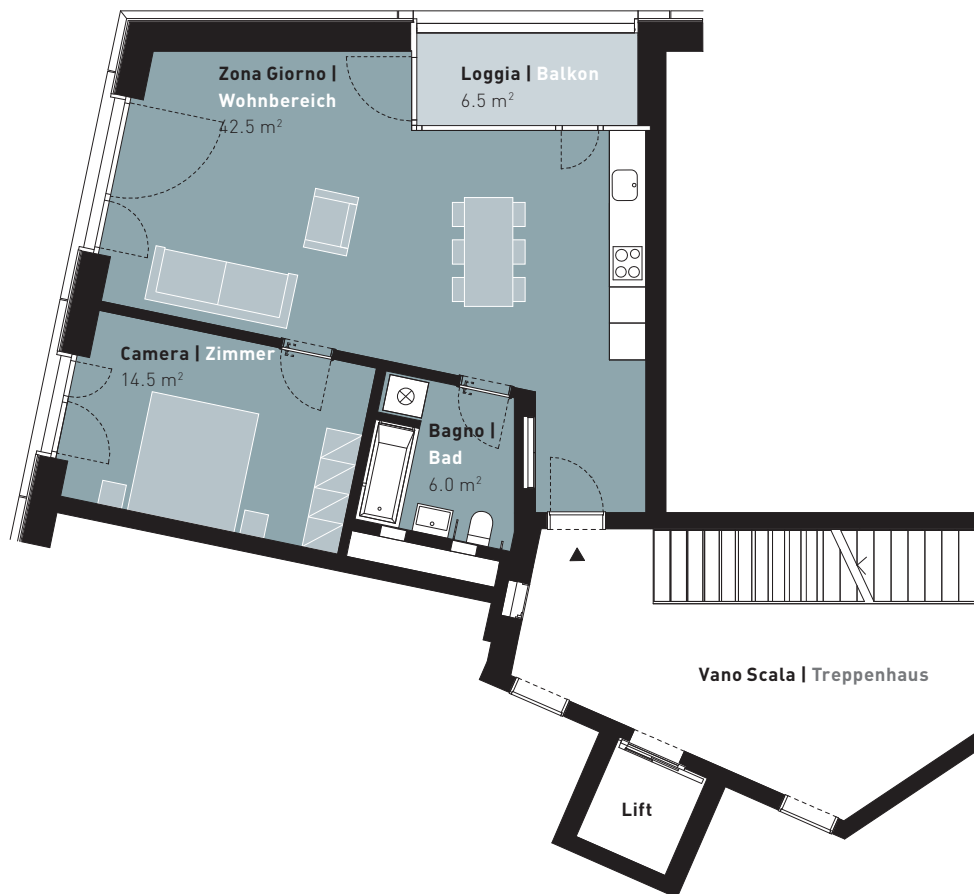 Zona Giorno |
Wohnbereich
42.5 m²
Loggia | Balkon
6.5 m²
Camera | Zimmer
14.5 m²
Bagno |
Bad
6.0 m²
Vano Scala | Treppenhaus
Lift